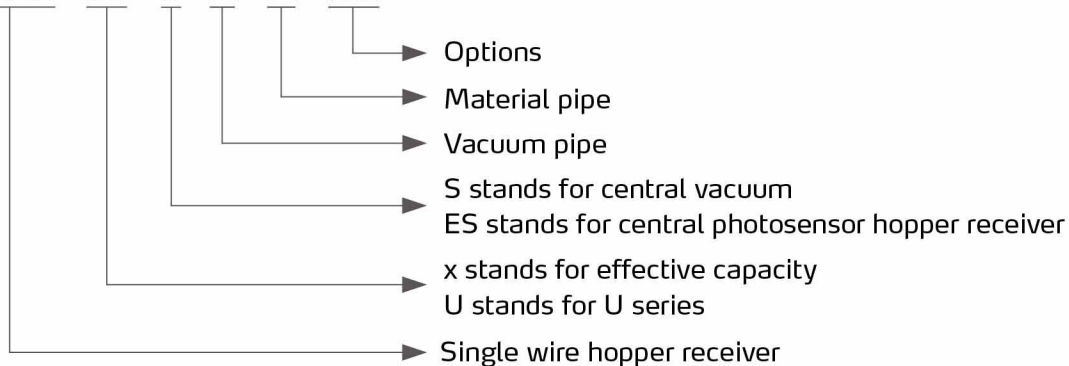 Options
Material pipe
Vacuum pipe
S stands for central vacuum
ES stands for central photosensor hopper receiver
x stands for effective capacity
U stands for U series
Single wire hopper receiver